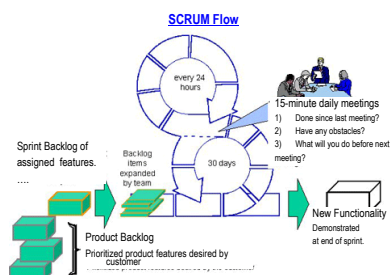 SCRUM Flow
every 24
hours
15-minute daily meetings
1) Done since last meeting?
2) Have any obstacles?
3) What will you do before next
meeting?
Sprint Backlog of
assigned features.
....
Backlog
items
expanded
by team
30 days
New Functionality
Demonstrated
at end of sprint.
Product Backlog
Prioritized product features desired by
customer